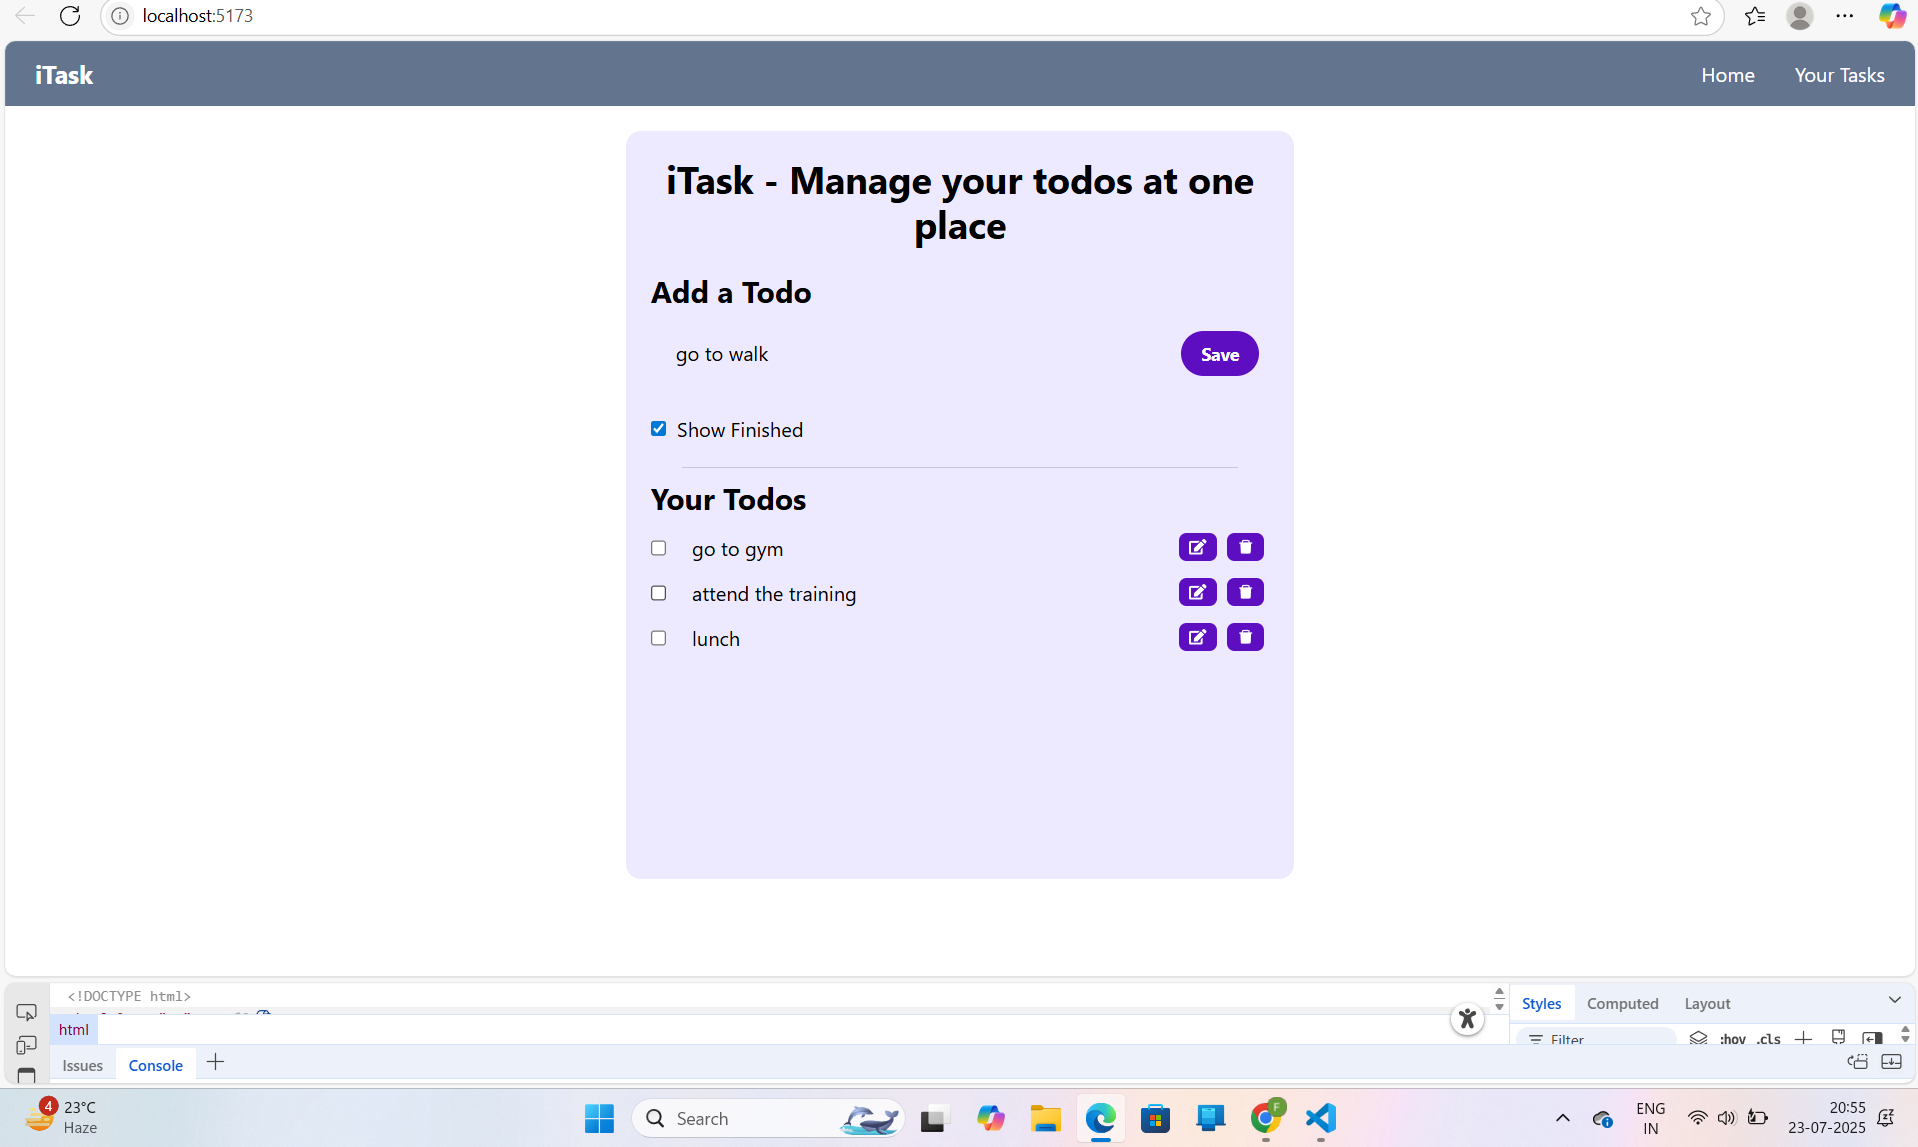 localhost:5173
iTask
Home
Your Tasks
iTask - Manage your todos at one
place
Add a Todo
go to walk
Save
Show Finished
Your Todos
go to gym
attend the training
lunch
<!DOCTYPE html>
html
Styles
Computed
Layout
Filter
:hov
.cls
Issues
Console
4
23°C
Haze
Search
F
ENG
IN
20:55
23-07-2025